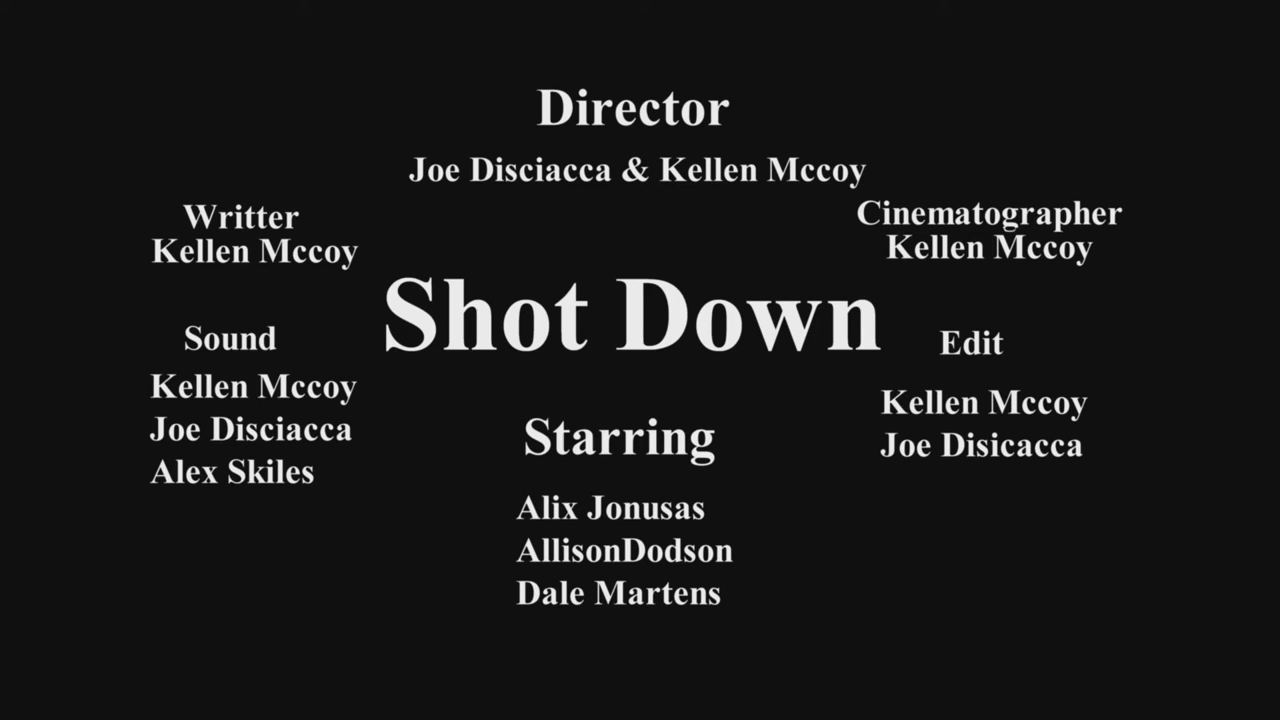 Director
Joe Disciacca & Kellen Mccoy
Writter
Kellen Mccoy
Cinematographer
Kellen Mccoy
Shot Down
Sound
Kellen Mccoy
Joe Disciacca
Alex Skiles
Edit
Kellen Mccoy
Joe Disicacca
Starring
Alix Jonusas
AllisonDodson
Dale Martens